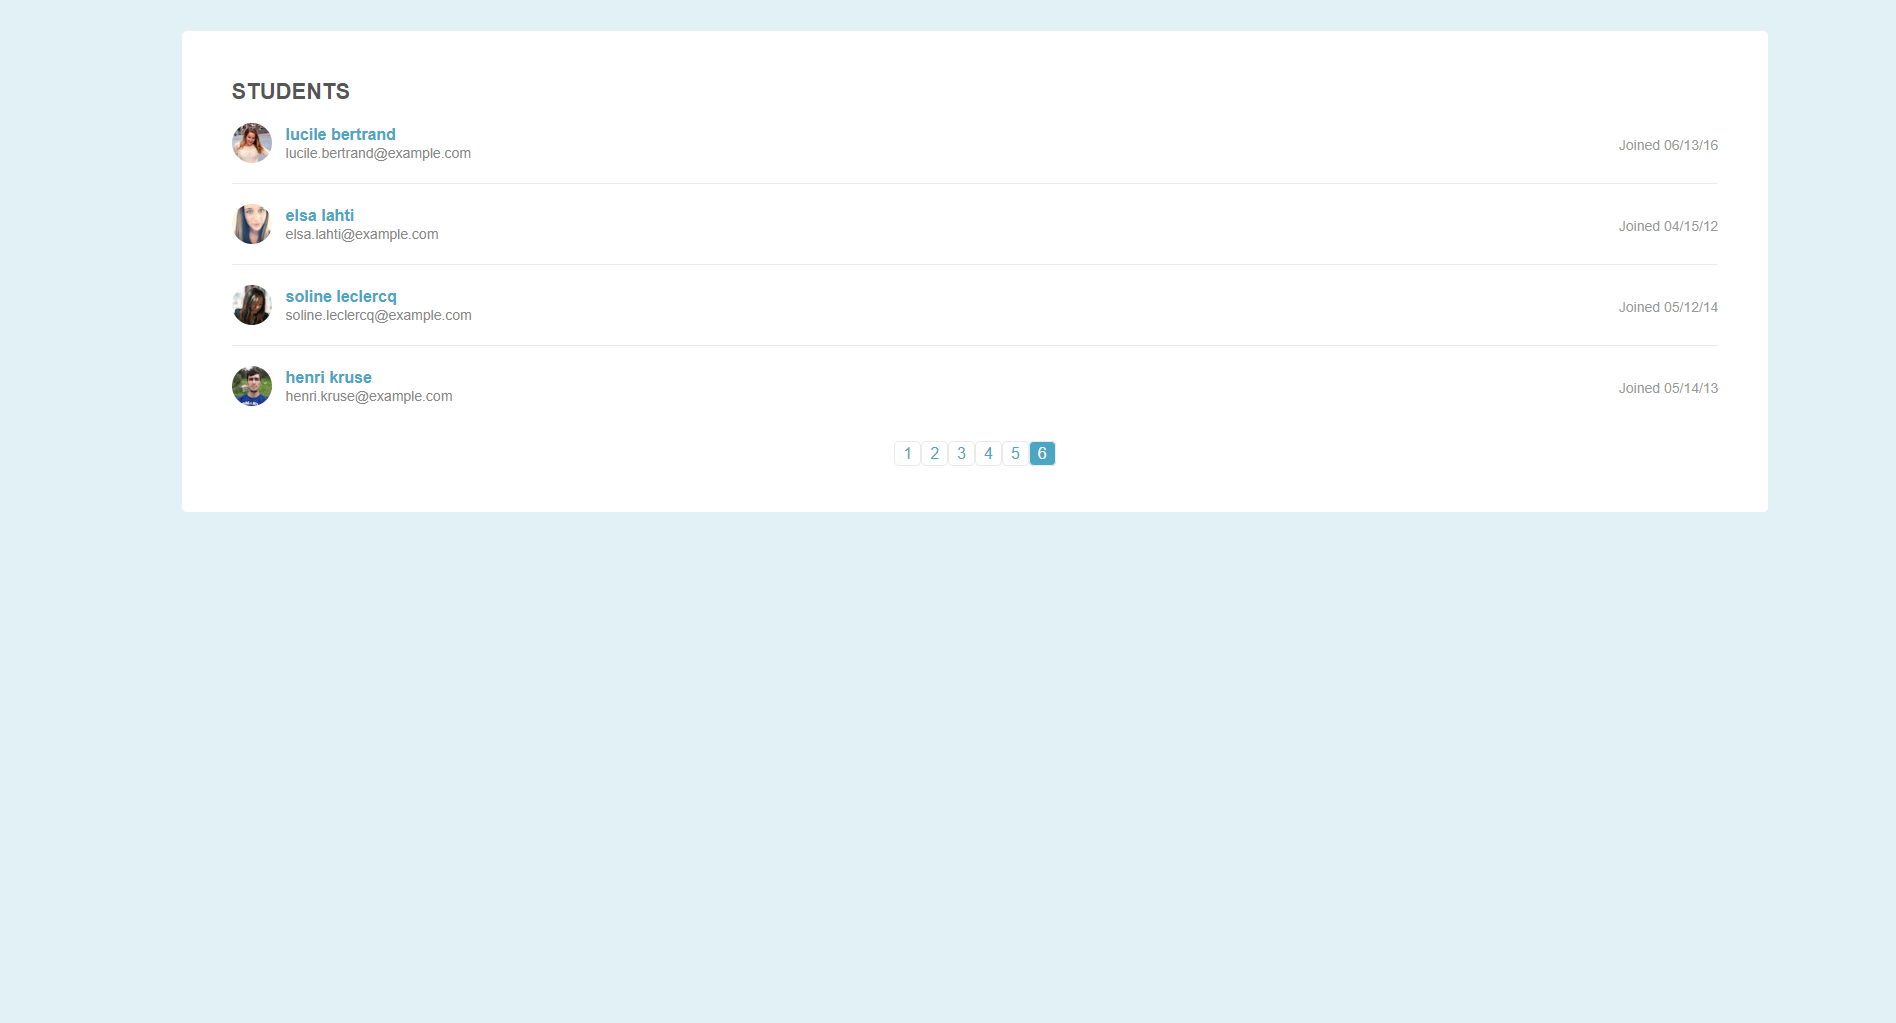 STUDENTS
lucile bertrand
lucile.bertrand@example.com
Joined 06/13/16
elsa lahti
elsa.lahti@example.com
Joined 04/15/12
soline leclercq
soline.leclercq@example.com
Joined 05/12/14
henri kruse
henri.kruse@example.com
Joined 05/14/13
1 2 3 4 5 6